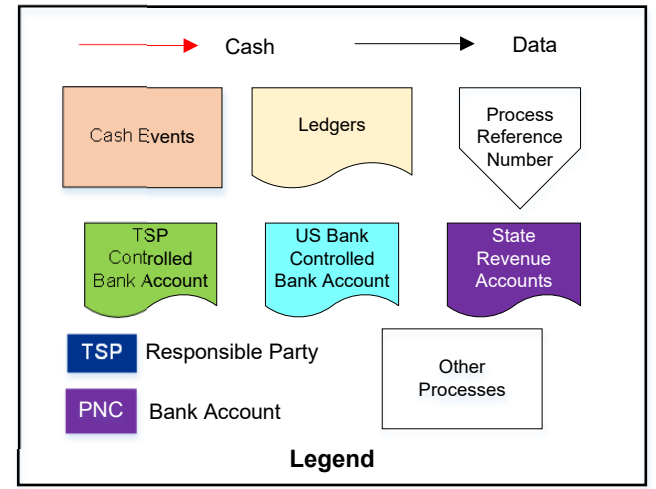 Cash
Data
Cash Events
Ledgers
Process
Reference
Number
TSP
Controlled
Bank Account
US Bank
Controlled
Bank Account
State
Revenue
Accounts
TSP
Responsible Party
PNC
Bank Account
Other
Processes
Legend